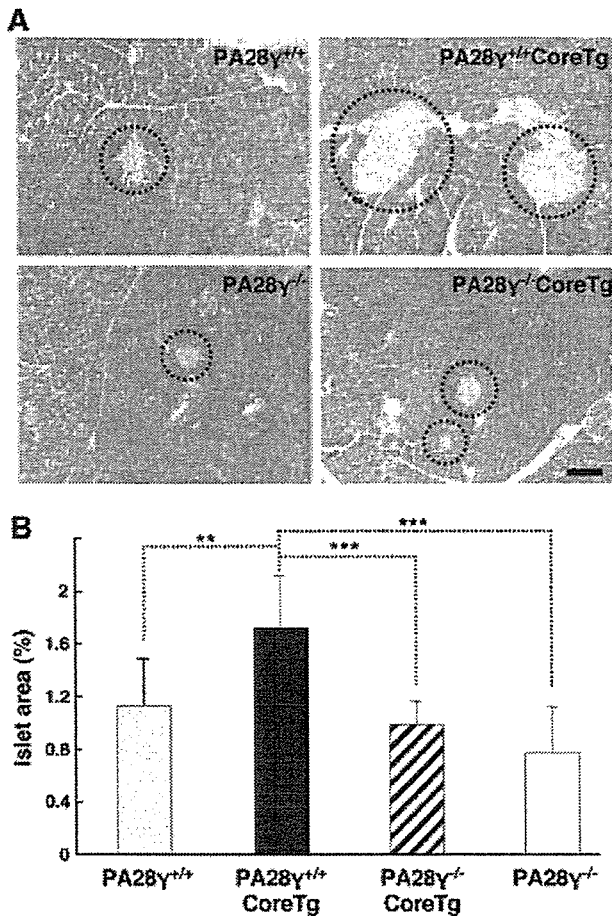 A
PA28γ+/+
PA28γ+/+CoreTg
PA28γ-/-
PA28γ-/-CoreTg
B
Islet area (%)
2
1.6
1.2
0.8
0.4
0
**
***
***
PA28γ+/+
PA28γ+/+
CoreTg
PA28γ-/-
CoreTg
PA28γ-/-